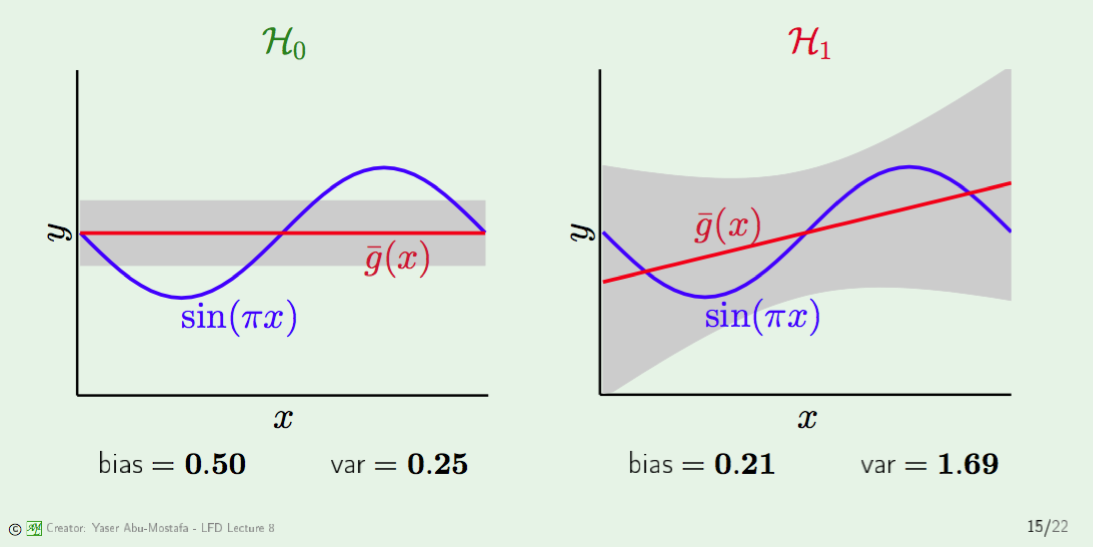 H₀
y
ḡ(x)
sin(πx)
x
bias = 0.50 var = 0.25
H₁
y
ḡ(x)
sin(πx)
x
bias = 0.21 var = 1.69
© Creator: Yaser Abu-Mostafa - LFD Lecture 8
15/22